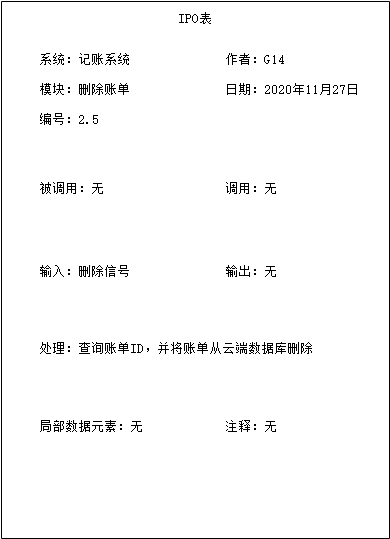 IPO表
系统：记账系统 作者：G14
模块：删除账单 日期：2020年11月27日
编号：2.5
被调用：无 调用：无
输入：删除信号 输出：无
处理：查询账单ID，并将账单从云端数据库删除
局部数据元素：无 注释：无